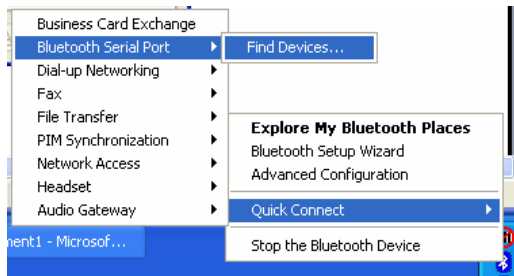 Business Card Exchange
Bluetooth Serial Port
Dial-up Networking
Fax
File Transfer
PIM Synchronization
Network Access
Headset
Audio Gateway
Find Devices...
Explore My Bluetooth Places
Bluetooth Setup Wizard
Advanced Configuration
Quick Connect
Stop the Bluetooth Device
ment1 - Microsof...